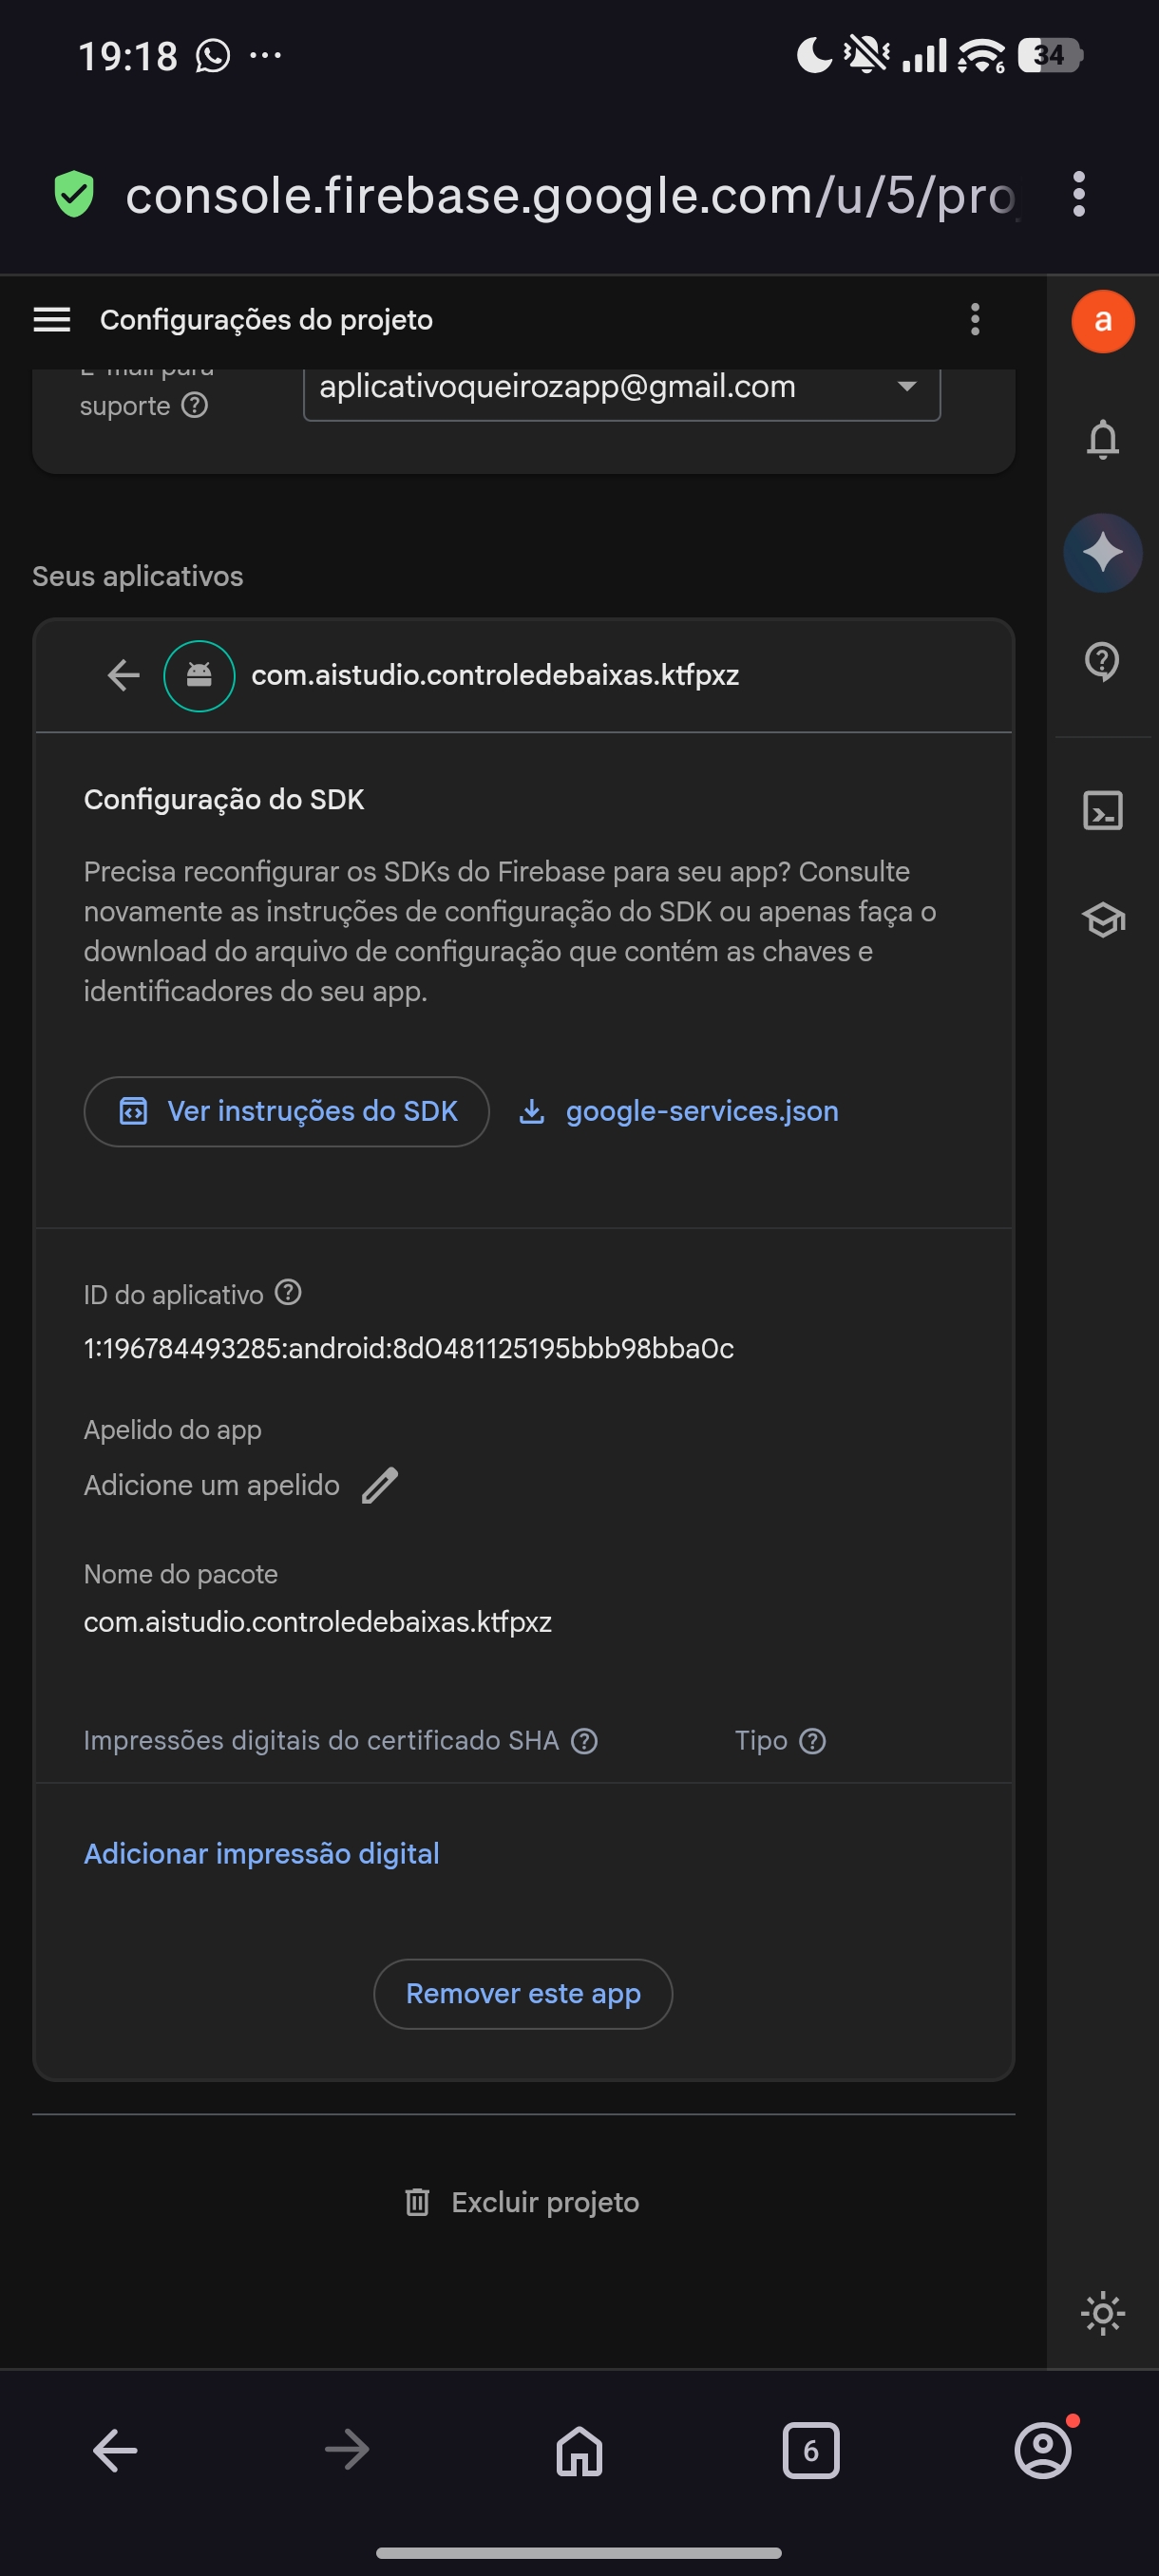 19:18
34
console.firebase.google.com/u/5/pro
Configurações do projeto
a
E-mail para
suporte
aplicativoqueirozapp@gmail.com
Seus aplicativos
com.aistudio.controledebaixas.ktfpxz
Configuração do SDK
Precisa reconfigurar os SDKs do Firebase para seu app? Consulte
novamente as instruções de configuração do SDK ou apenas faça o
download do arquivo de configuração que contém as chaves e
identificadores do seu app.
Ver instruções do SDK
google-services.json
ID do aplicativo
1:196784493285:android:8d0481125195bbb98bba0c
Apelido do app
Adicione um apelido
Nome do pacote
com.aistudio.controledebaixas.ktfpxz
Impressões digitais do certificado SHA
Tipo
Adicionar impressão digital
Remover este app
Excluir projeto
6